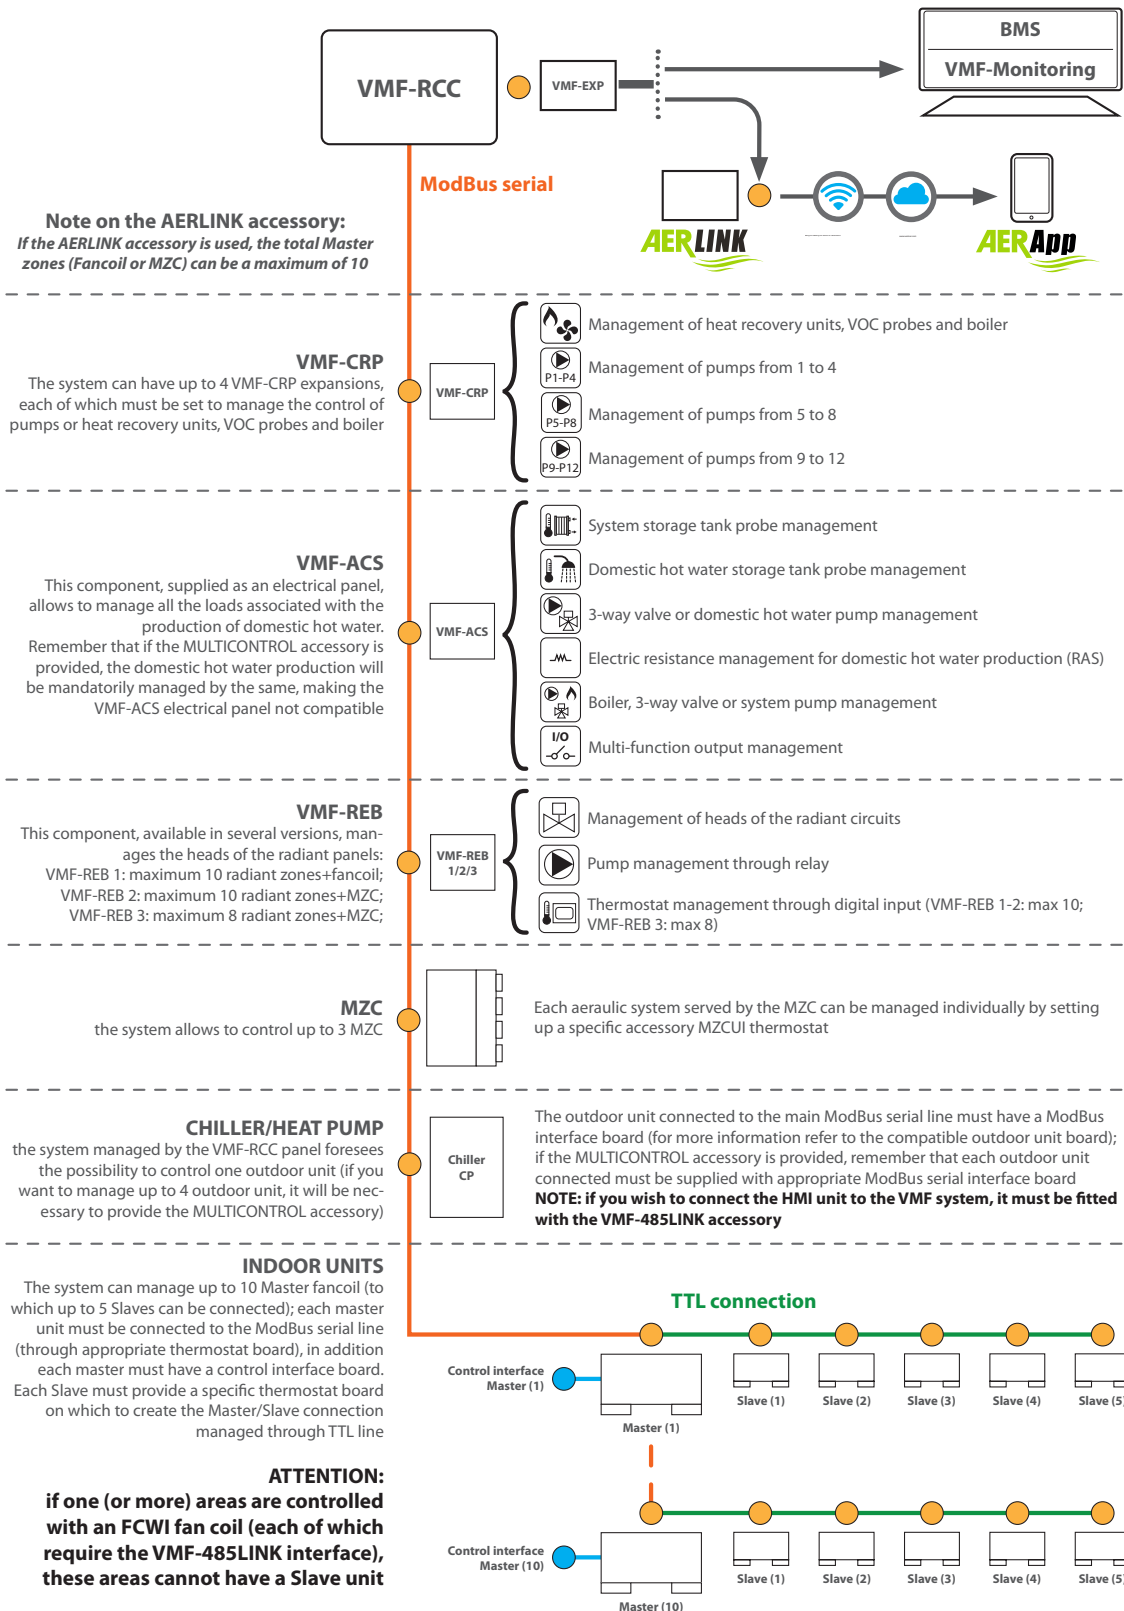 BMS
VMF-Monitoring
VMF-RCC
VMF-EXP
ModBus serial
AERLINK
AERApp
Note on the AERLINK accessory:
If the AERLINK accessory is used, the total Master
zones (Fancoil or MZC) can be a maximum of 10
VMF-CRP
The system can have up to 4 VMF-CRP expansions,
each of which must be set to manage the control of
pumps or heat recovery units, VOC probes and boiler
VMF-CRP
Management of heat recovery units, VOC probes and boiler
P1-P4
Management of pumps from 1 to 4
P5-P8
Management of pumps from 5 to 8
P9-P12
Management of pumps from 9 to 12
VMF-ACS
This component, supplied as an electrical panel,
allows to manage all the loads associated with the
production of domestic hot water.
Remember that if the MULTICONTROL accessory is
provided, the domestic hot water production will
be mandatorily managed by the same, making the
VMF-ACS electrical panel not compatible
VMF-ACS
System storage tank probe management
Domestic hot water storage tank probe management
3-way valve or domestic hot water pump management
Electric resistance management for domestic hot water production (RAS)
Boiler, 3-way valve or system pump management
I/O
Multi-function output management
VMF-REB
This component, available in several versions, man-
ages the heads of the radiant panels:
VMF-REB 1: maximum 10 radiant zones+fancoil;
VMF-REB 2: maximum 10 radiant zones+MZC;
VMF-REB 3: maximum 8 radiant zones+MZC;
VMF-REB
1/2/3
Management of heads of the radiant circuits
Pump management through relay
Thermostat management through digital input (VMF-REB 1-2: max 10;
VMF-REB 3: max 8)
MZC
the system allows to control up to 3 MZC
Each aeraulic system served by the MZC can be managed individually by setting
up a specific accessory MZCUI thermostat
CHILLER/HEAT PUMP
the system managed by the VMF-RCC panel foresees
the possibility to control one outdoor unit (if you
want to manage up to 4 outdoor unit, it will be nec-
essary to provide the MULTICONTROL accessory)
Chiller
CP
The outdoor unit connected to the main ModBus serial line must have a ModBus
interface board (for more information refer to the compatible outdoor unit board);
if the MULTICONTROL accessory is provided, remember that each outdoor unit
connected must be supplied with appropriate ModBus serial interface board
NOTE: if you wish to connect the HMI unit to the VMF system, it must be fitted
with the VMF-485LINK accessory
INDOOR UNITS
The system can manage up to 10 Master fancoil (to
which up to 5 Slaves can be connected); each master
unit must be connected to the ModBus serial line
(through appropriate thermostat board), in addition
each master must have a control interface board.
Each Slave must provide a specific thermostat board
on which to create the Master/Slave connection
managed through TTL line
TTL connection
Control interface
Master (1)
Master (1)
Slave (1)
Slave (2)
Slave (3)
Slave (4)
Slave (5)
ATTENTION:
if one (or more) areas are controlled
with an FCWI fan coil (each of which
require the VMF-485LINK interface),
these areas cannot have a Slave unit
Control interface
Master (10)
Master (10)
Slave (1)
Slave (2)
Slave (3)
Slave (4)
Slave (5)